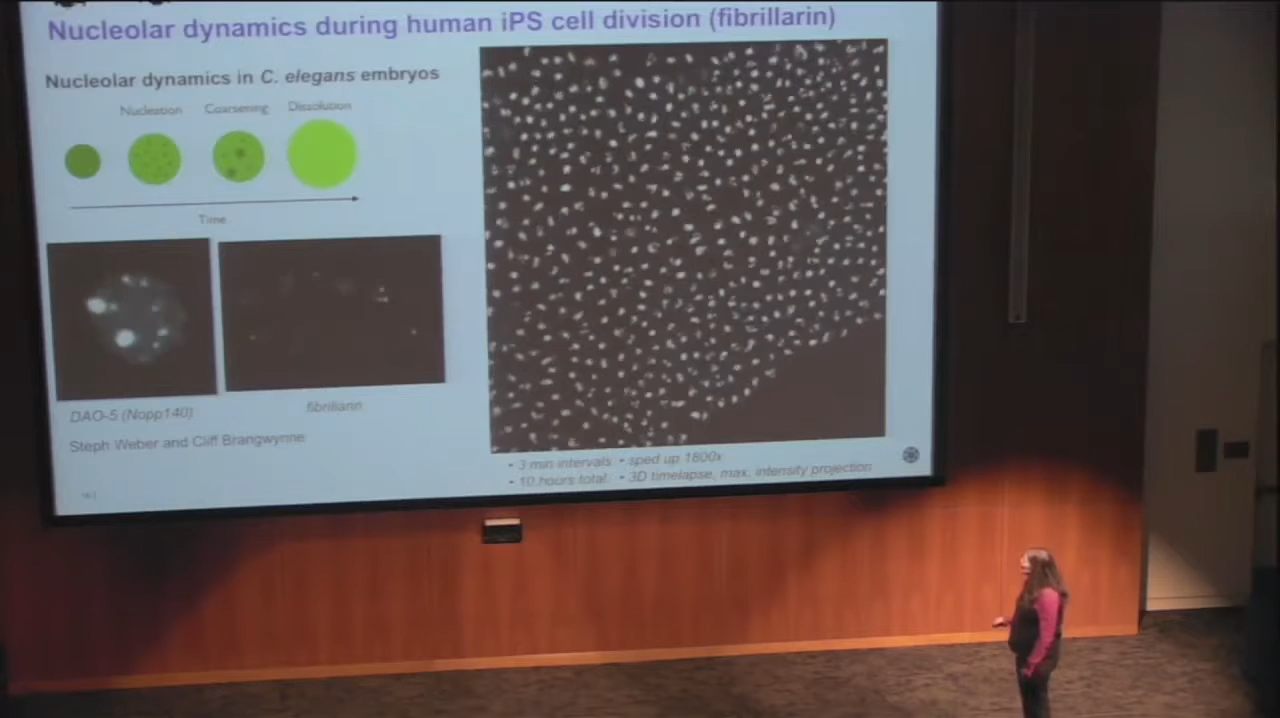 Nucleolar dynamics during human iPS cell division (fibrillarin)
Nucleolar dynamics in C. elegans embryos
Nucleation Coarsening Dissolution
Time
DAO-5 (Nopp140)
fibrillarin
Steph Weber and Cliff Brangwynne
• 3 min intervals • sped up 1800x
• 10 hours total • 3D timelapse, max. intensity projection